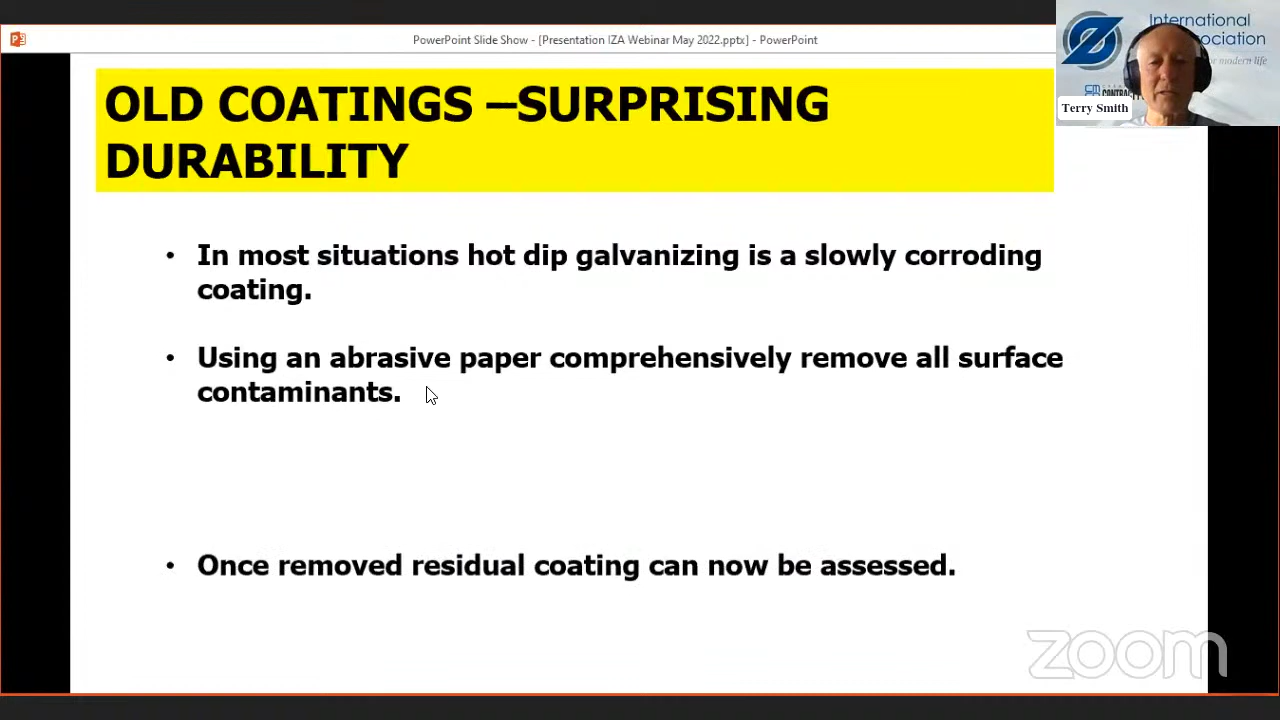 PowerPoint Slide Show - [Presentation IZA Webinar May 2022.pptx] - PowerPoint
International
Terry Smith
OLD COATINGS –SURPRISING
DURABILITY
• In most situations hot dip galvanizing is a slowly corroding
coating.
• Using an abrasive paper comprehensively remove all surface
contaminants.
• Once removed residual coating can now be assessed.
zoom